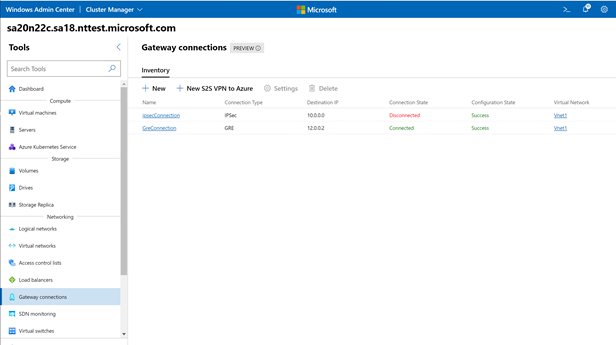 Windows Admin Center | Cluster Manager
Microsoft
sa20n22c.sa18.nttest.microsoft.com
Tools
Search Tools
Dashboard
Compute
Virtual machines
Servers
Azure Kubernetes Service
Storage
Volumes
Drives
Storage Replica
Networking
Logical networks
Virtual networks
Access control lists
Load balancers
Gateway connections
SDN monitoring
Virtual switches
Gateway connections PREVIEW
Inventory
New New S2S VPN to Azure Settings Delete
Name Connection Type Destination IP Connection State Configuration State Virtual Network
ipsecConnection IPSec 10.0.0.0 Disconnected Success Vnet1
GreConnection GRE 12.0.0.2 Connected Success Vnet1